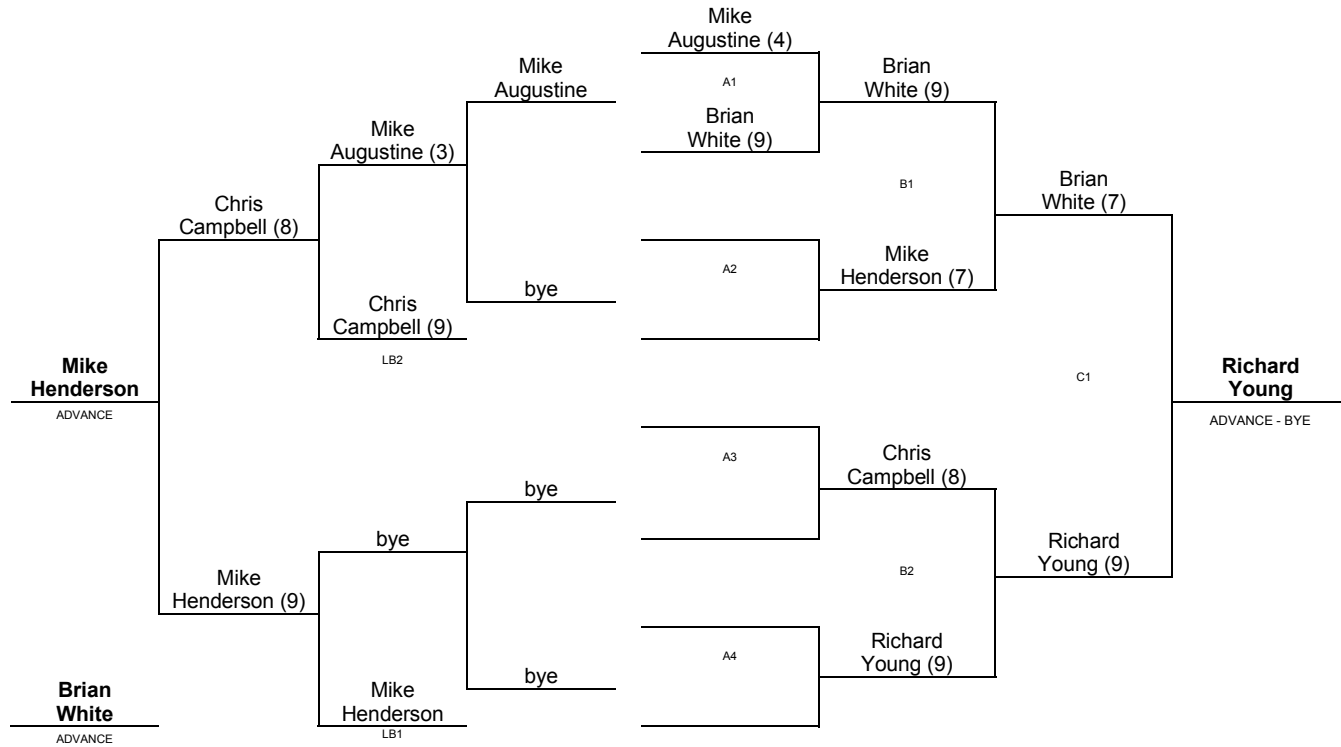 Mike
Augustine (4)
Mike
Augustine
A1
Brian
White (9)
Brian
White (9)
Mike
Augustine (3)
B1
Brian
White (7)
Chris
Campbell (8)
A2
Mike
Henderson (7)
bye
Chris
Campbell (9)
LB2
Mike
Henderson
ADVANCE
C1
Richard
Young
ADVANCE - BYE
A3
Chris
Campbell (8)
bye
bye
Richard
Young (9)
B2
Mike
Henderson (9)
A4
Richard
Young (9)
bye
Mike
Henderson
LB1
Brian
White
ADVANCE